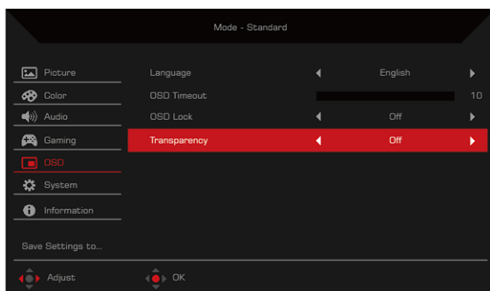 Mode - Standard
Picture
Language
English
Color
OSD Timeout
10
Audio
OSD Lock
Off
Gaming
Transparency
Off
OSD
System
Information
Save Settings to...
Adjust
OK